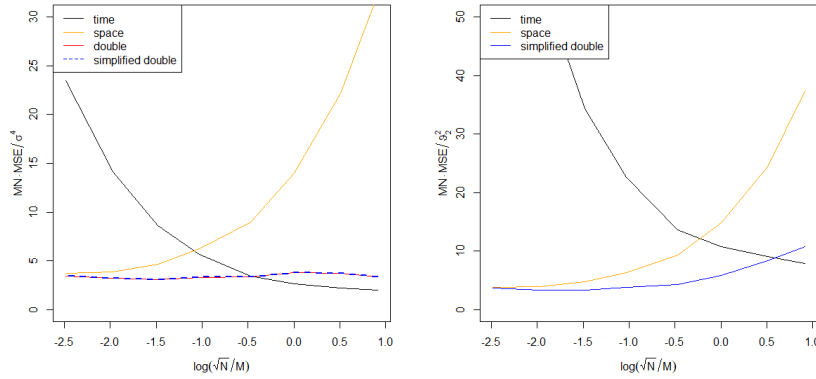 time
space
double
simplified double
MN·MSE/σ⁴
0
5
10
15
20
25
30
-2.5
-2.0
-1.5
-1.0
-0.5
0.0
0.5
1.0
log(√N/M)
time
space
simplified double
MN·MSE/ϑ₂²
0
10
20
30
40
50
-2.5
-2.0
-1.5
-1.0
-0.5
0.0
0.5
1.0
log(√N/M)